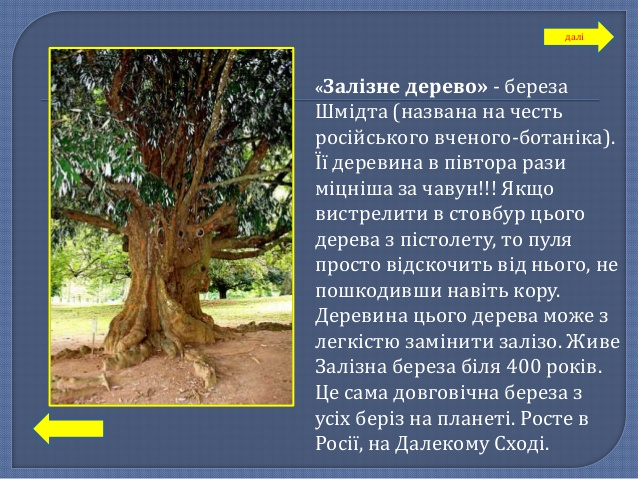 далі
«Залізне дерево» - береза
Шмідта (названа на честь
російського вченого-ботаніка).
Її деревина в півтора рази
міцніша за чавун!!! Якщо
вистрелити в стовбур цього
дерева з пістолету, то пуля
просто відскочить від нього, не
пошкодивши навіть кору.
Деревина цього дерева може з
легкістю замінити залізо. Живе
Залізна береза біля 400 років.
Це сама довговічна береза з
усіх беріз на планеті. Росте в
Росії, на Далекому Сході.